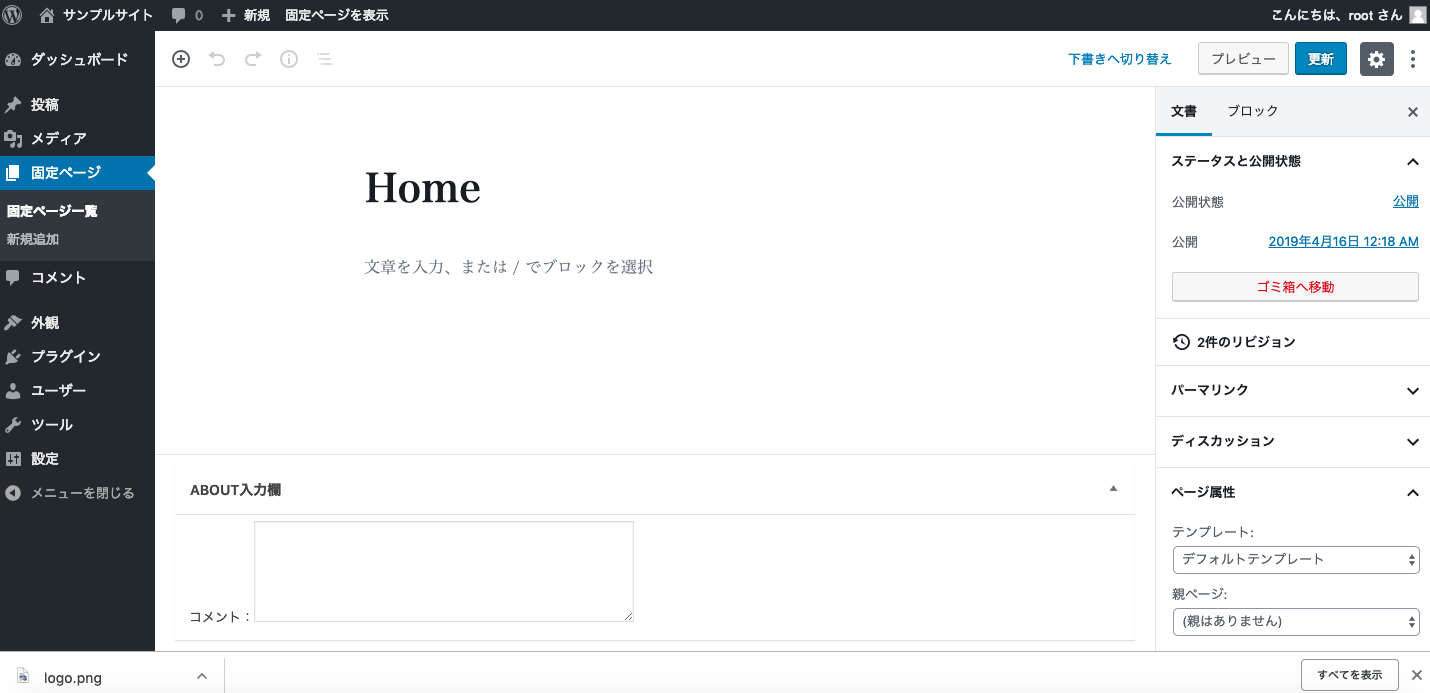 サンプルサイト 0 新規 固定ページを表示 こんにちは、root さん
ダッシュボード
投稿
メディア
固定ページ
固定ページ一覧
新規追加
コメント
外観
プラグイン
ユーザー
ツール
設定
メニューを閉じる
下書きへ切り替え プレビュー 更新
Home
文章を入力、または / でブロックを選択
ABOUT入力欄
コメント：
文書 ブロック
ステータスと公開状態
公開状態 公開
公開 2019年4月16日 12:18 AM
ゴミ箱へ移動
2件のリビジョン
パーマリンク
ディスカッション
ページ属性
テンプレート:
デフォルトテンプレート
親ページ:
(親はありません)
logo.png すべてを表示